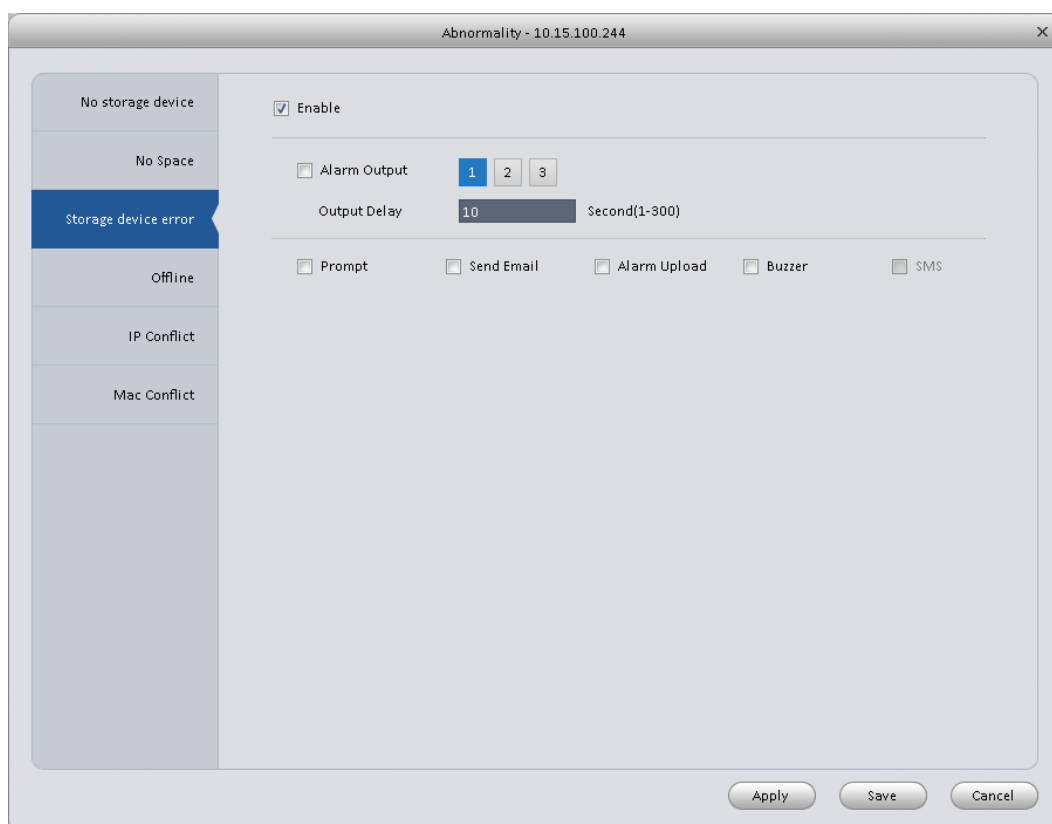 Abnormality - 10.15.100.244
No storage device
No Space
Storage device error
Offline
IP Conflict
Mac Conflict
Enable
Alarm Output 1 2 3
Output Delay 10 Second(1-300)
Prompt Send Email Alarm Upload Buzzer SMS
Apply Save Cancel